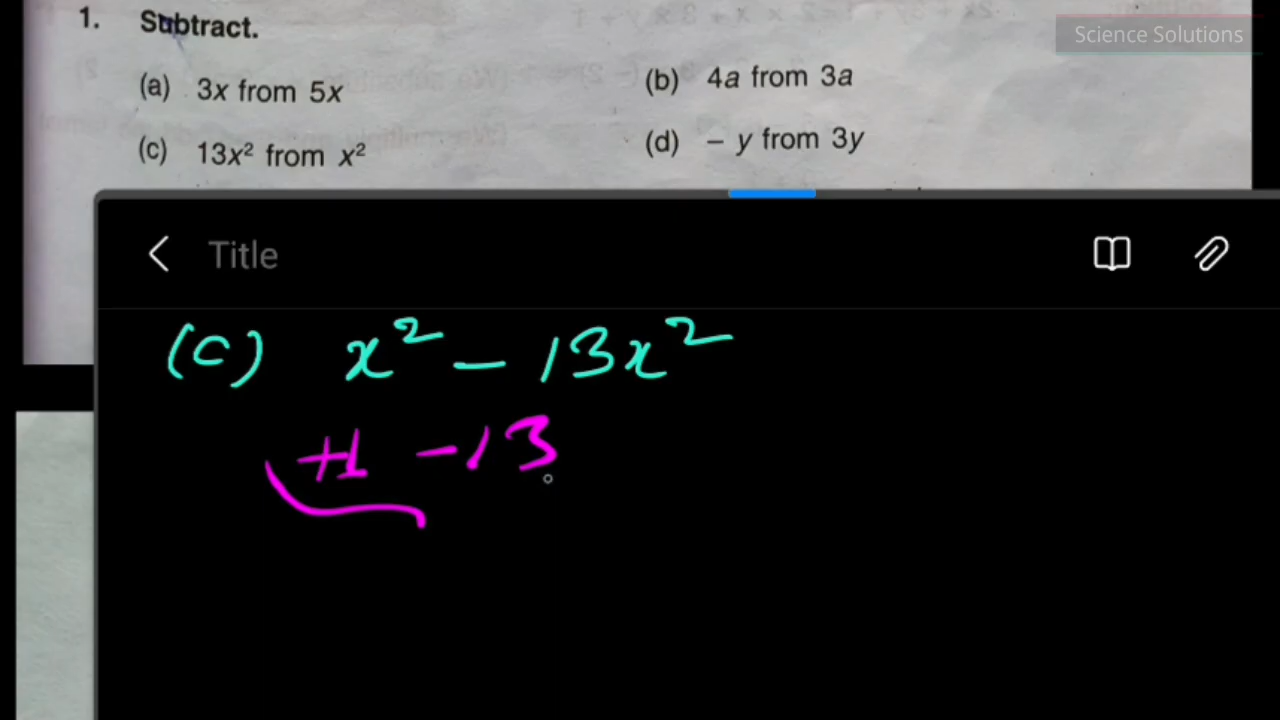 1. Subtract.
Science Solutions
(a) 3x from 5x
(b) 4a from 3a
(c) 13x² from x²
(d) – y from 3y
Title
(c) x² – 13x²
+1 –13